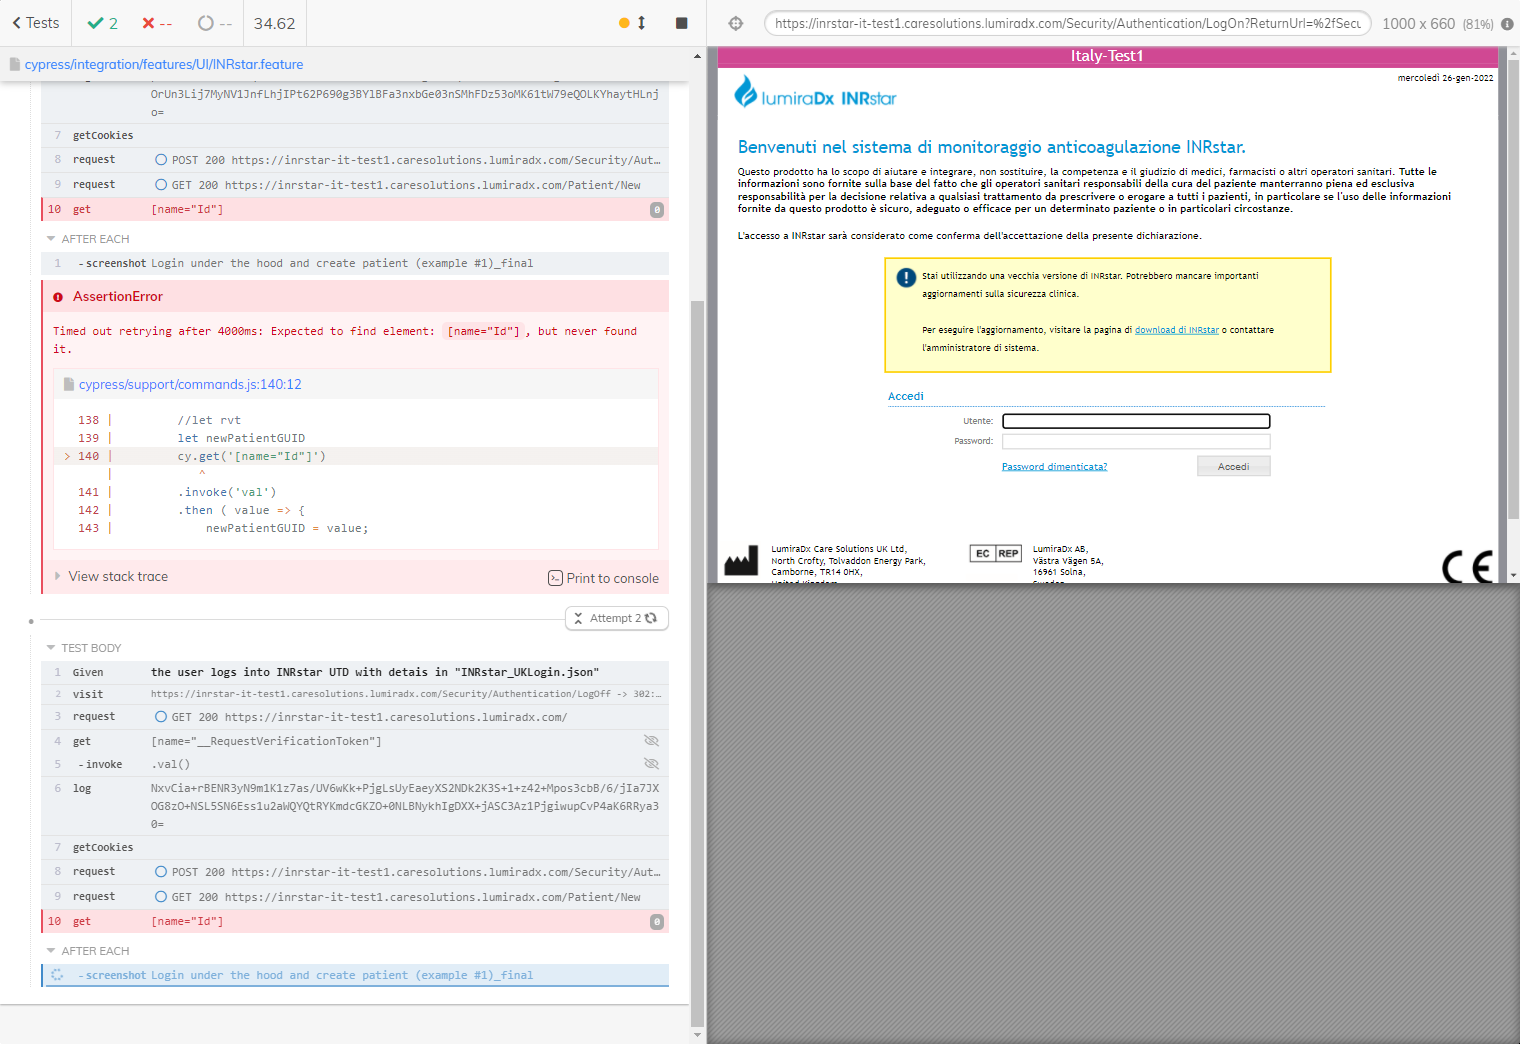 Tests
2
--
--
34.62
https://inrstar-it-test1.caresolutions.lumiradx.com/Security/Authentication/LogOn?ReturnUrl=%2fSecu
1000 x 660 (81%)
cypress/integration/features/UI/INRstar.feature
OrUn3Lij7MyNV1JnfLhjIPt62P690g3BYlBFa3nxbGe03nSMhFDz53oMK61tW79eQOLKYhaytHLnj
o=
7 getCookies
8 request POST 200 https://inrstar-it-test1.caresolutions.lumiradx.com/Security/Aut…
9 request GET 200 https://inrstar-it-test1.caresolutions.lumiradx.com/Patient/New
10 get [name="Id"] 0
AFTER EACH
1 -screenshot Login under the hood and create patient (example #1)_final
AssertionError
Timed out retrying after 4000ms: Expected to find element: [name="Id"], but never found
it.
cypress/support/commands.js:140:12
138 | //let rvt
139 | let newPatientGUID
> 140 | cy.get('[name="Id"]')
| ^
141 | .invoke('val')
142 | .then ( value => {
143 | newPatientGUID = value;
View stack trace
Print to console
Attempt 2
TEST BODY
1 Given the user logs into INRstar UTD with detais in "INRstar_UKLogin.json"
2 visit https://inrstar-it-test1.caresolutions.lumiradx.com/Security/Authentication/LogOff -> 302:…
3 request GET 200 https://inrstar-it-test1.caresolutions.lumiradx.com/
4 get [name="__RequestVerificationToken"]
5 -invoke .val()
6 log NxvCia+rBENR3yN9m1K1z7as/UV6wKk+PjgLsUyEaeyXS2NDk2K3S+1+z42+Mpos3cbB/6/jIa7JX
OG8zO+NSL5SN6Ess1u2aWQYQtRYKmdcGKZO+0NLBNykhIgDXX+jASC3Az1PjgiwupCvP4aK6RRya3
0=
7 getCookies
8 request POST 200 https://inrstar-it-test1.caresolutions.lumiradx.com/Security/Aut…
9 request GET 200 https://inrstar-it-test1.caresolutions.lumiradx.com/Patient/New
10 get [name="Id"] 0
AFTER EACH
-screenshot Login under the hood and create patient (example #1)_final
Italy-Test1
mercoledì 26-gen-2022
lumiraDx INRstar
Benvenuti nel sistema di monitoraggio anticoagulazione INRstar.
Questo prodotto ha lo scopo di aiutare e integrare, non sostituire, la competenza e il giudizio di medici, farmacisti o altri operatori sanitari. Tutte le
informazioni sono fornite sulla base del fatto che gli operatori sanitari responsabili della cura del paziente manterranno piena ed esclusiva
responsabilità per la decisione relativa a qualsiasi trattamento da prescrivere o erogare a tutti i pazienti, in particolare se l'uso delle informazioni
fornite da questo prodotto è sicuro, adeguato o efficace per un determinato paziente o in particolari circostanze.
L'accesso a INRstar sarà considerato come conferma dell'accettazione della presente dichiarazione.
Stai utilizzando una vecchia versione di INRstar. Potrebbero mancare importanti
aggiornamenti sulla sicurezza clinica.
Per eseguire l'aggiornamento, visitare la pagina di download di INRstar o contattare
l'amministratore di sistema.
Accedi
Utente:
Password:
Password dimenticata?
Accedi
LumiraDx Care Solutions UK Ltd,
North Crofty, Tolvaddon Energy Park,
Camborne, TR14 0HX,
United Kingdom
EC REP
LumiraDx AB,
Västra Vägen 5A,
16961 Solna,
Sweden
CE